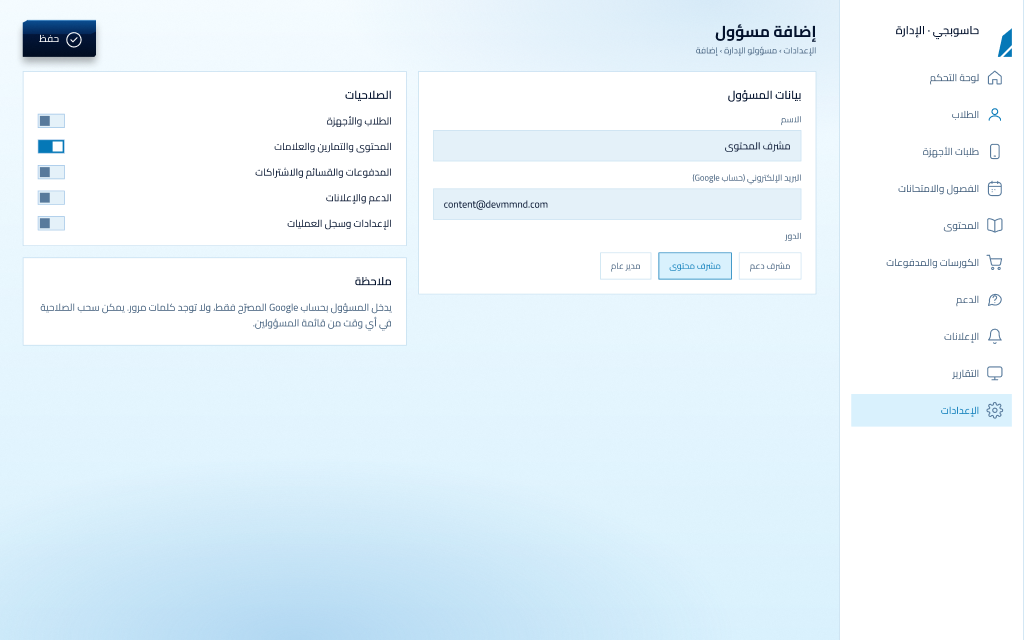 حاسوبجي · الإدارة
لوحة التحكم
الطلاب
طلبات الأجهزة
الفصول والامتحانات
المحتوى
الكورسات والمدفوعات
الدعم
الإعلانات
التقارير
الإعدادات
إضافة مسؤول
الإعدادات › مسؤولو الإدارة › إضافة
حفظ
بيانات المسؤول
الاسم
مشرف المحتوى
البريد الإلكتروني (حساب Google)
content@devmmnd.com
الدور
مشرف دعم
مشرف محتوى
مدير عام
الصلاحيات
الطلاب والأجهزة
المحتوى والتمارين والعلامات
المدفوعات والقسائم والاشتراكات
الدعم والإعلانات
الإعدادات وسجل العمليات
ملاحظة
يدخل المسؤول بحساب Google المصرّح فقط، ولا توجد كلمات مرور. يمكن سحب الصلاحية
في أي وقت من قائمة المسؤولين.